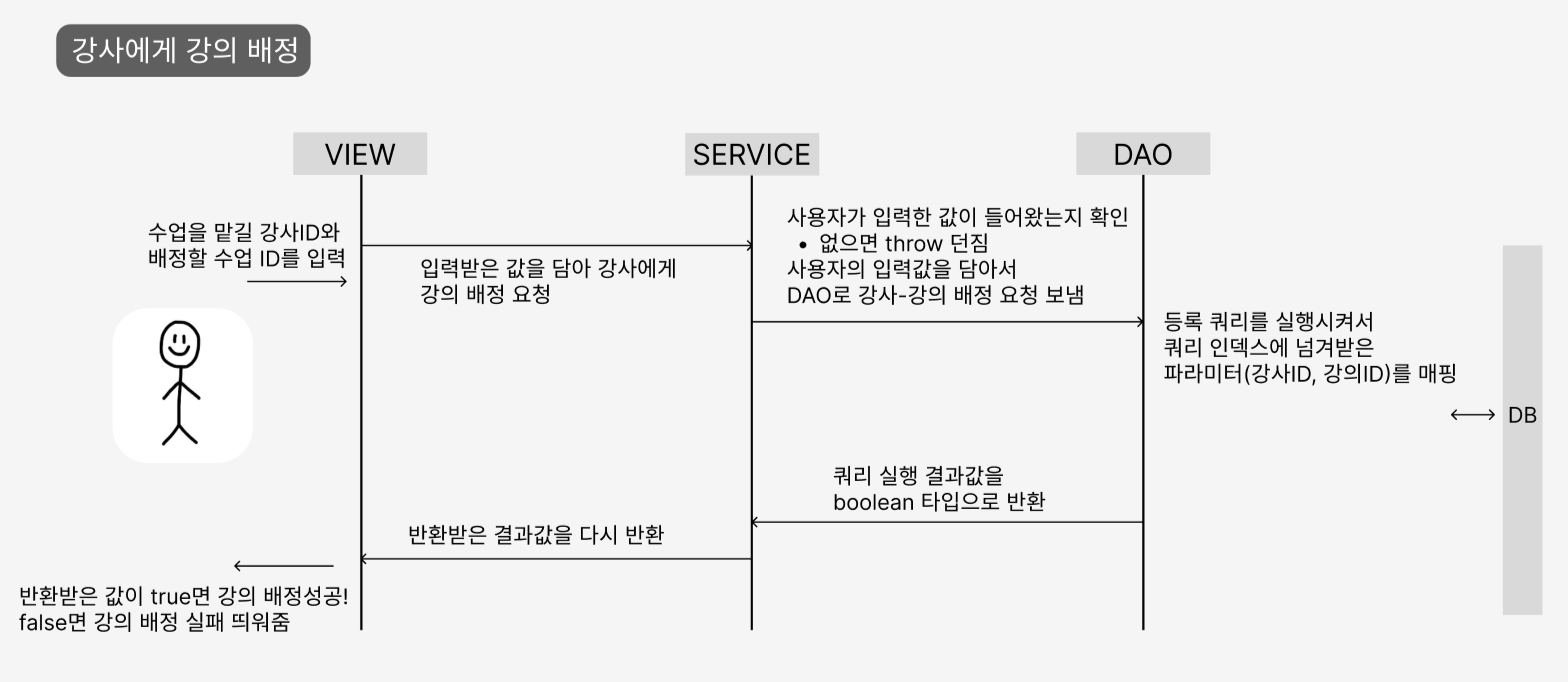 강사에게 강의 배정
VIEW
SERVICE
DAO
수업을 맡길 강사ID와
배정할 수업 ID를 입력
입력받은 값을 담아 강사에게
강의 배정 요청
사용자가 입력한 값이 들어왔는지 확인
• 없으면 throw 던짐
사용자의 입력값을 담아서
DAO로 강사-강의 배정 요청 보냄
등록 쿼리를 실행시켜서
쿼리 인덱스에 넘겨받은
파라미터(강사ID, 강의ID)를 매핑
DB
쿼리 실행 결과값을
boolean 타입으로 반환
반환받은 결과값을 다시 반환
반환받은 값이 true면 강의 배정성공!
false면 강의 배정 실패 띄워줌